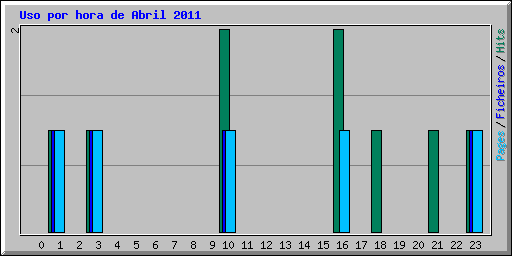 Uso por hora de Abril 2011
2
Pages / Ficheiros / Hits
0 1 2 3 4 5 6 7 8 9 10 11 12 13 14 15 16 17 18 19 20 21 22 23